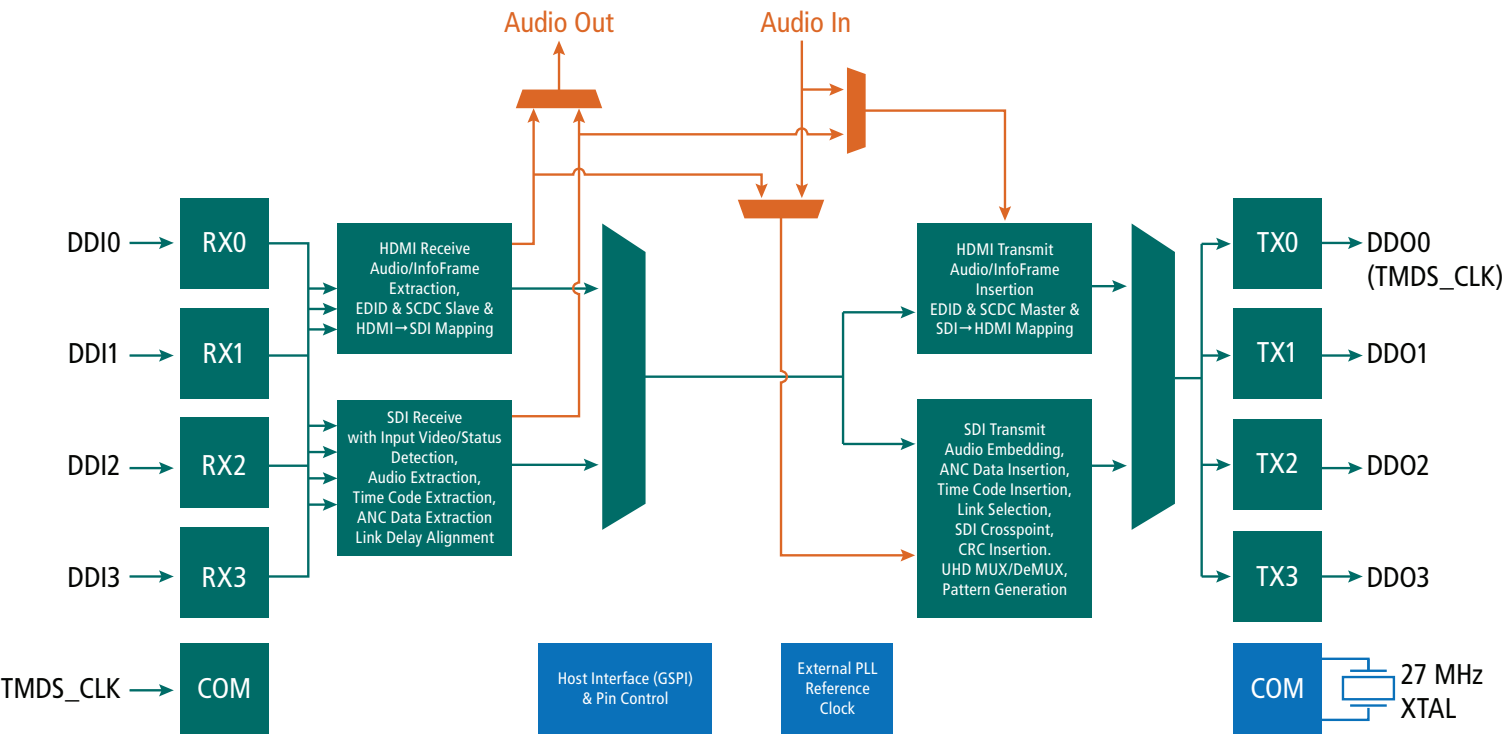 Audio Out
Audio In
DDI0
RX0
DDI1
RX1
DDI2
RX2
DDI3
RX3
TMDS_CLK
COM
HDMI Receive
Audio/InfoFrame
Extraction,
EDID & SCDC Slave &
HDMI→SDI Mapping
SDI Receive
with Input Video/Status
Detection,
Audio Extraction,
Time Code Extraction,
ANC Data Extraction
Link Delay Alignment
HDMI Transmit
Audio/InfoFrame
Insertion
EDID & SCDC Master &
SDI→HDMI Mapping
SDI Transmit
Audio Embedding,
ANC Data Insertion,
Time Code Insertion,
Link Selection,
SDI Crosspoint,
CRC Insertion.
UHD MUX/DeMUX,
Pattern Generation
TX0
DDO0
(TMDS_CLK)
TX1
DDO1
TX2
DDO2
TX3
DDO3
Host Interface (GSPI)
& Pin Control
External PLL
Reference
Clock
COM
27 MHz
XTAL